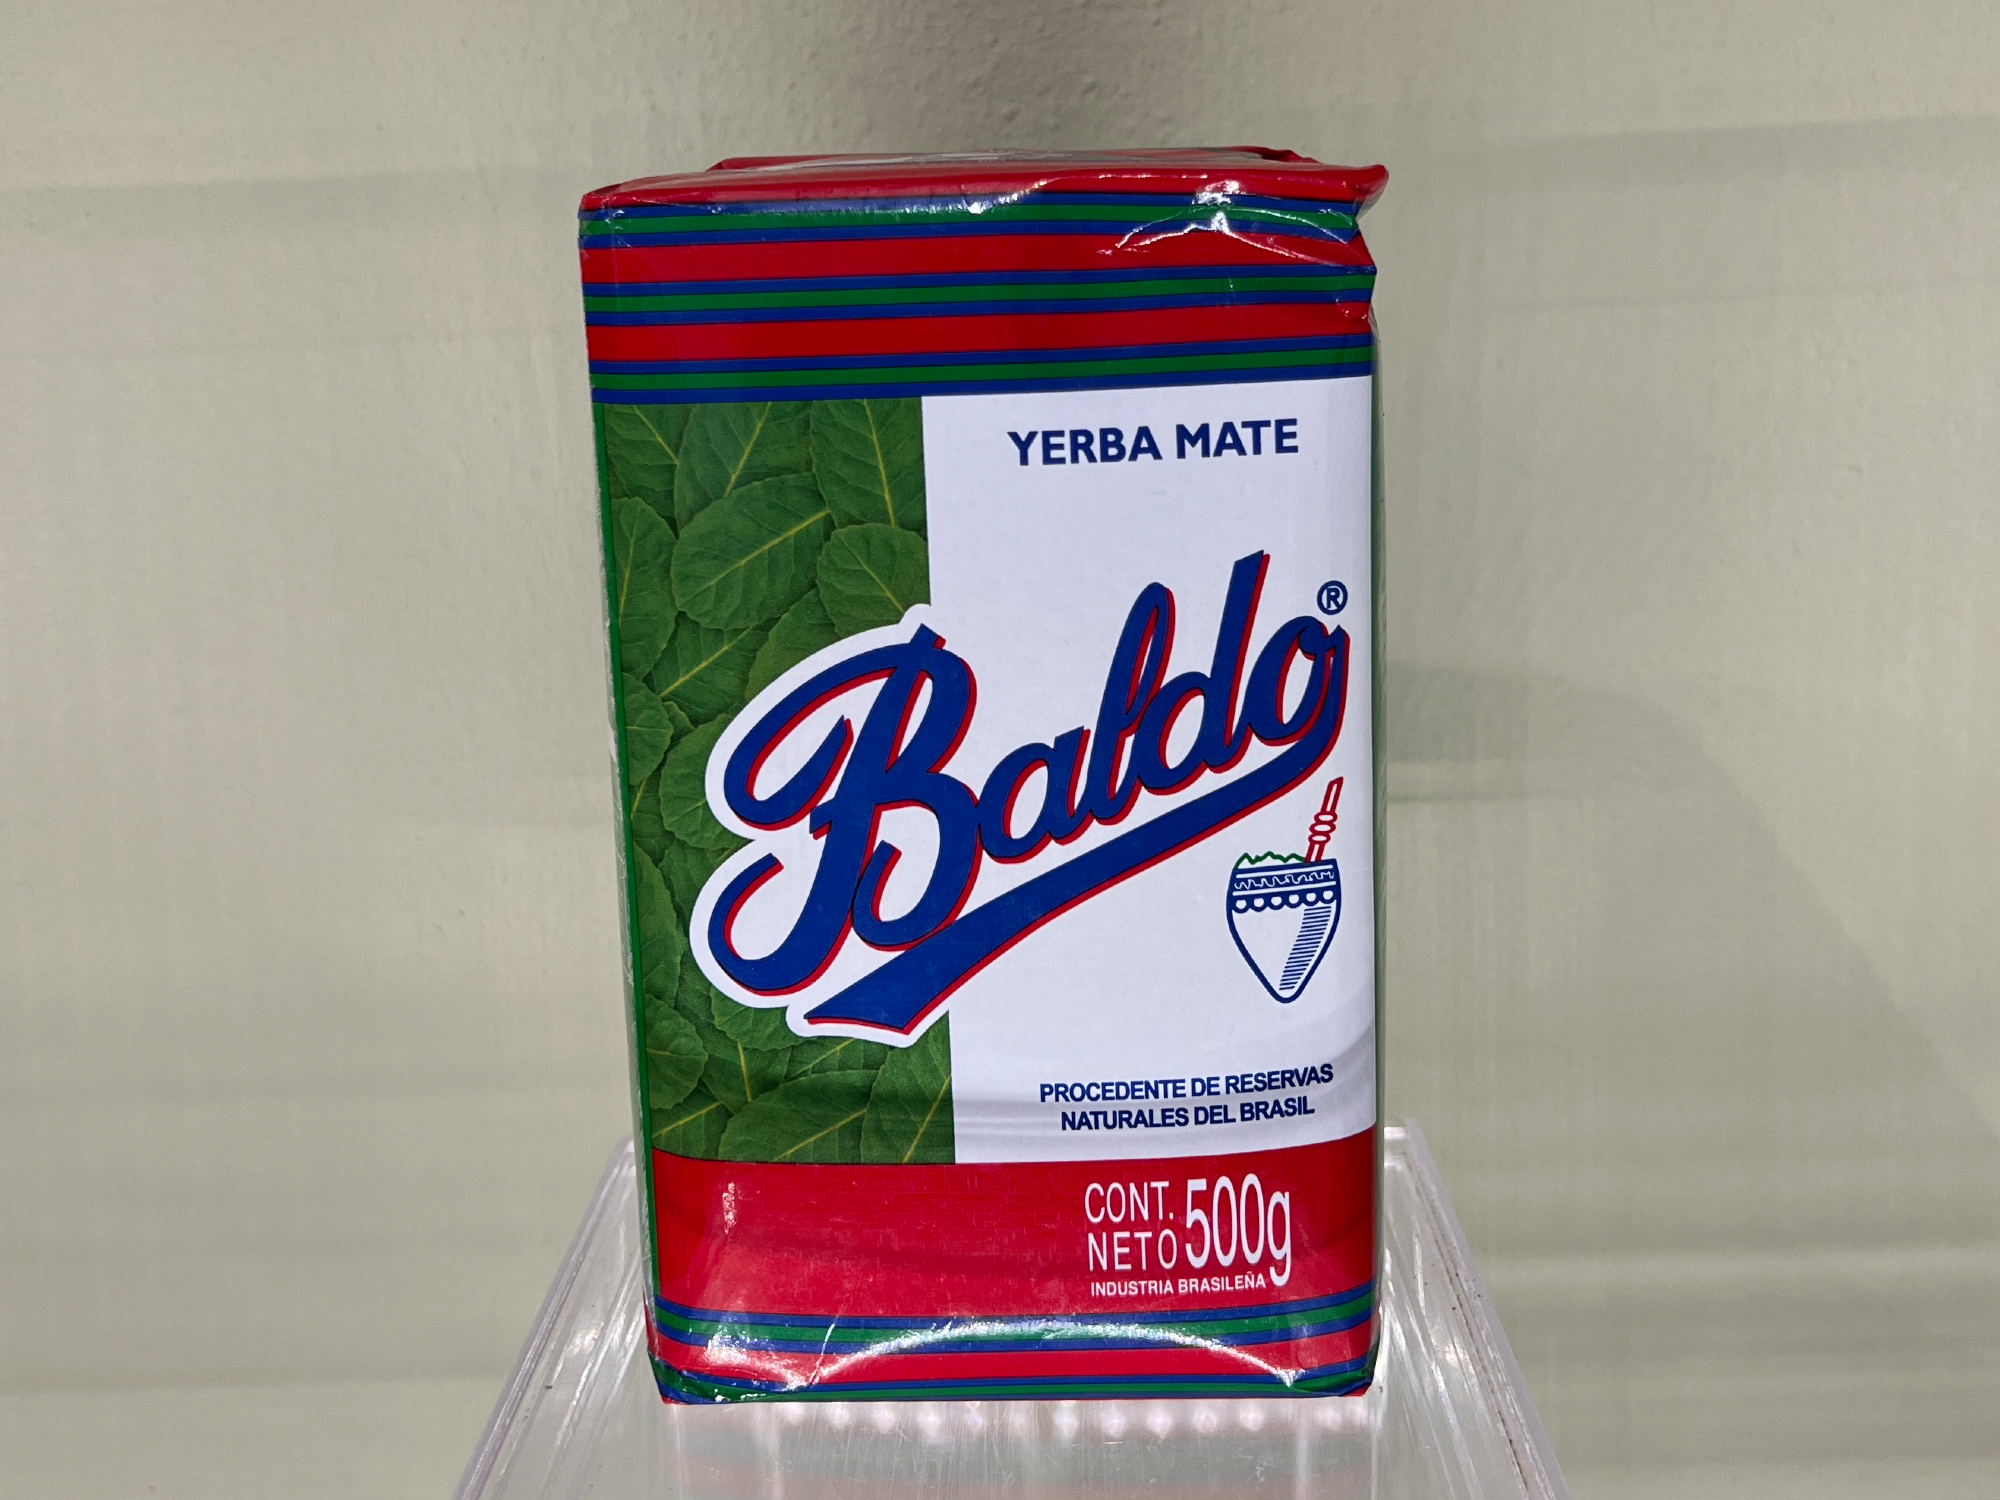 YERBA MATE
Baldo®
PROCEDENTE DE RESERVAS
NATURALES DEL BRASIL
CONT.
NETO 500g
INDUSTRIA BRASILEÑA